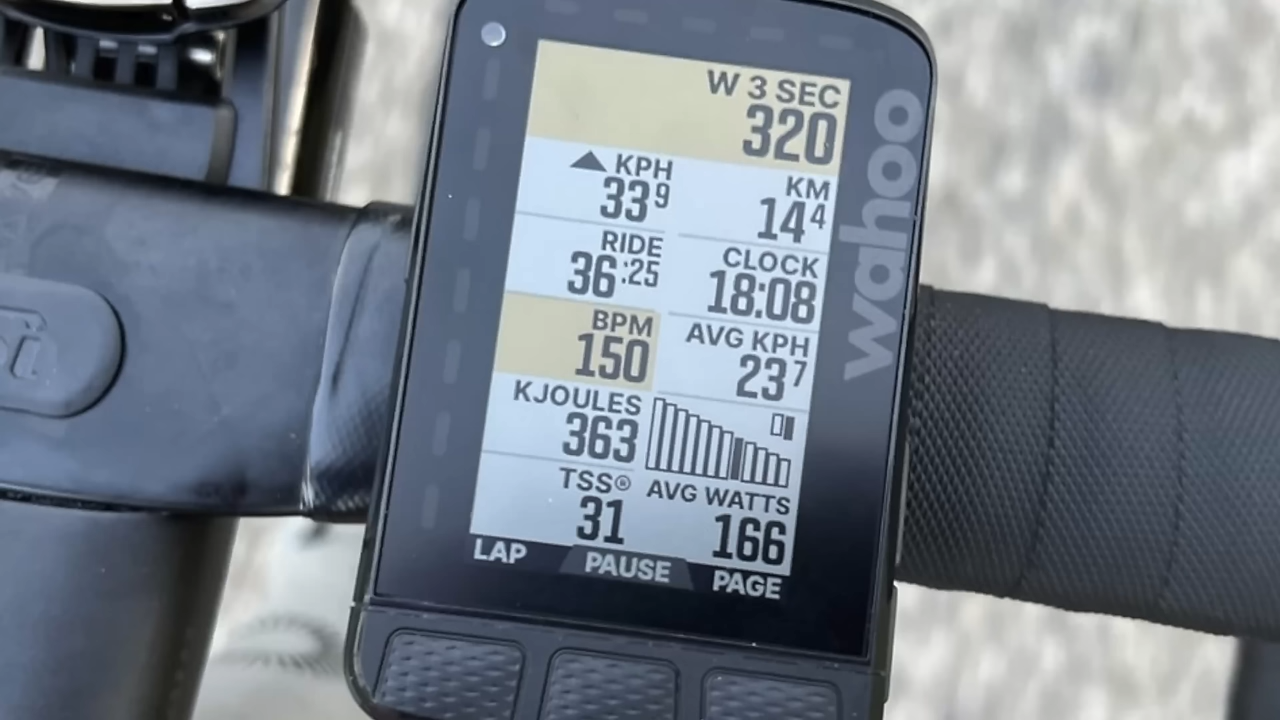 W 3 SEC
320
KPH
33 9
KM
14 4
RIDE
36 :25
CLOCK
18:08
BPM
150
AVG KPH
23 7
KJOULES
363
TSS®
31
AVG WATTS
166
LAP
PAUSE
PAGE
wahoo